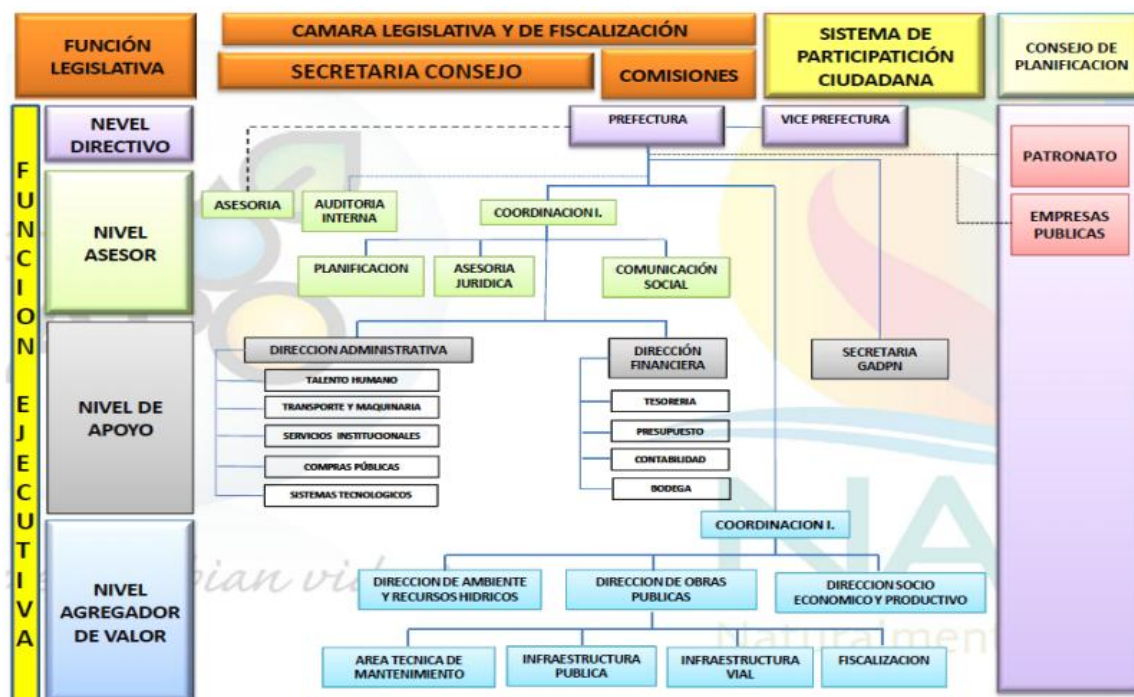 FUNCIÓN
LEGISLATIVA
CAMARA LEGISLATIVA Y DE FISCALIZACIÓN
SECRETARIA CONSEJO
COMISIONES
SISTEMA DE
PARTICIPATICIÓN
CIUDADANA
CONSEJO DE
PLANIFICACION
FUNCION EJECUTIVA
NEVEL
DIRECTIVO
PREFECTURA
VICE PREFECTURA
PATRONATO
EMPRESAS
PUBLICAS
NIVEL
ASESOR
ASESORIA
AUDITORIA
INTERNA
COORDINACION I.
PLANIFICACION
ASESORIA
JURIDICA
COMUNICACIÓN
SOCIAL
NIVEL DE
APOYO
DIRECCION ADMINISTRATIVA
TALENTO HUMANO
TRANSPORTE Y MAQUINARIA
SERVICIOS INSTITUCIONALES
COMPRAS PÚBLICAS
SISTEMAS TECNOLOGICOS
DIRECCIÓN
FINANCIERA
TESORERIA
PRESUPUESTO
CONTABILIDAD
BODEGA
SECRETARIA
GADPN
NIVEL
AGREGADOR
DE VALOR
COORDINACION I.
DIRECCION DE AMBIENTE
Y RECURSOS HIDRICOS
DIRECCION DE OBRAS
PUBLICAS
DIRECCION SOCIO
ECONOMICO Y PRODUCTIVO
AREA TECNICA DE
MANTENIMIENTO
INFRAESTRUCTURA
PUBLICA
INFRAESTRUCTURA
VIAL
FISCALIZACION
NA
Naturalmen